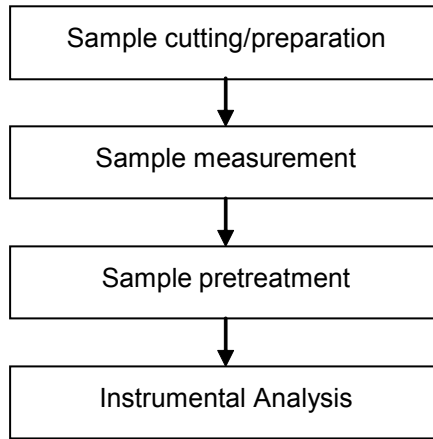 Sample cutting/preparation
Sample measurement
Sample pretreatment
Instrumental Analysis